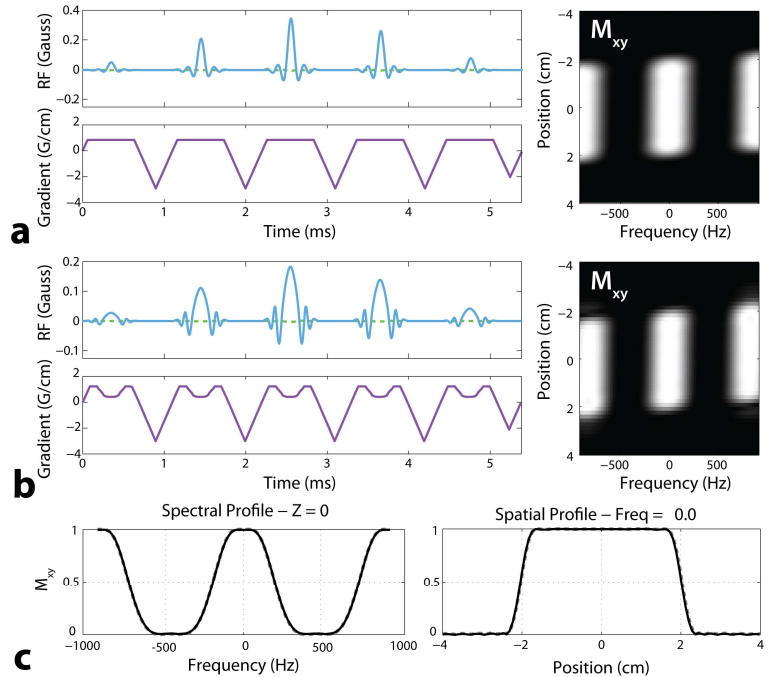 0.4
0.2
0
−0.2
RF (Gauss)
2
0
−2
−4
Gradient (G/cm)
0 1 2 3 4 5
Time (ms)
a
M xy
−4
−2
0
2
4
Position (cm)
−500 0 500
Frequency (Hz)
0.2
0.1
0
−0.1
RF (Gauss)
2
0
−2
−4
Gradient (G/cm)
0 1 2 3 4 5
Time (ms)
b
M xy
−4
−2
0
2
4
Position (cm)
−500 0 500
Frequency (Hz)
Spectral Profile − Z = 0
1
0.5
0
M xy
−1000 −500 0 500 1000
Frequency (Hz)
c
Spatial Profile − Freq = 0.0
1
0.5
0
−4 −2 0 2 4
Position (cm)